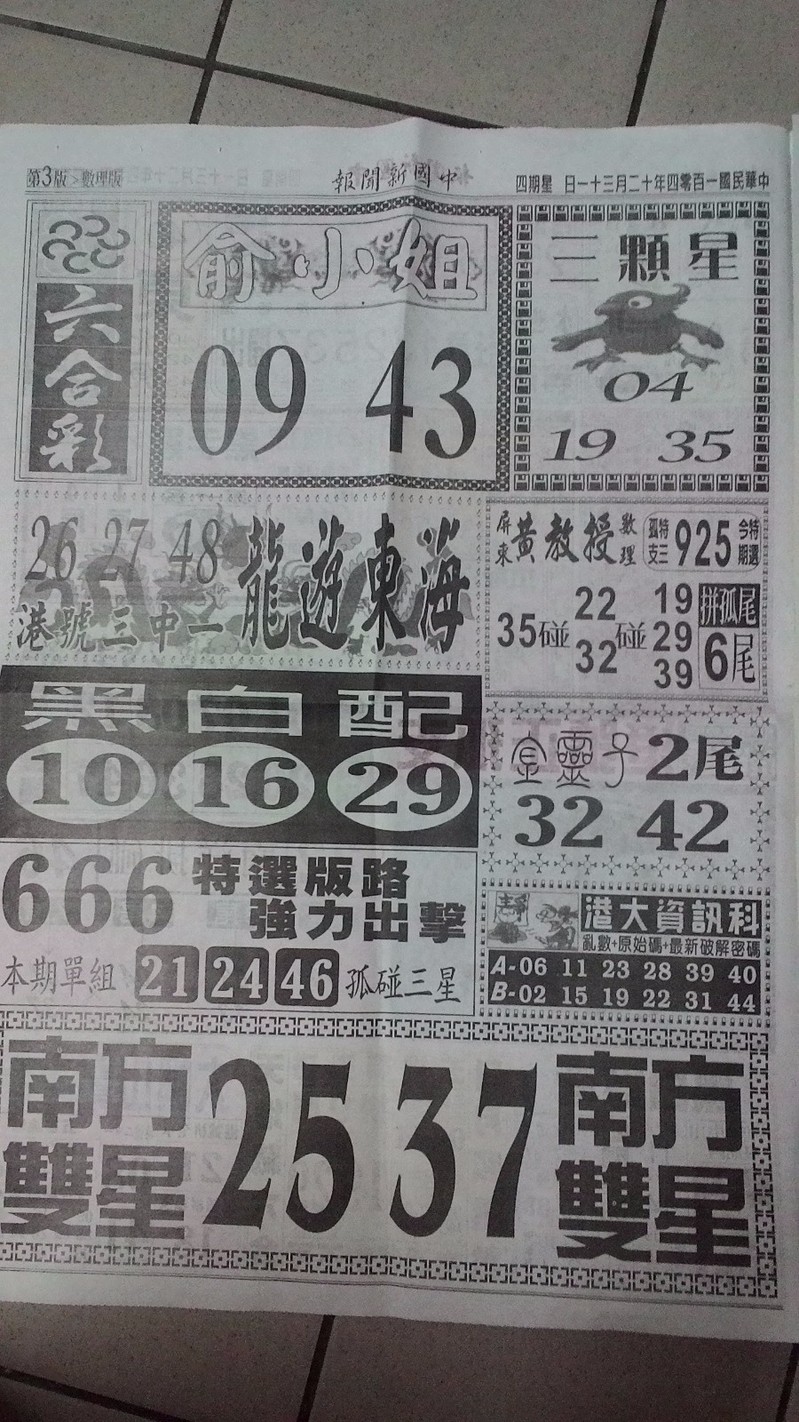 第3版>數理版
報聞新國中
四期星 日一十三月二十年四零百一國民華中
六合彩
俞小姐
09 43
三顆星
04
19 35
26 27 48 龍遊東海
港號三中一
屏東黃教授數理
孤支 特三 925 今期 特選
35碰
22
32
碰
19
29
39
拼孤尾
6尾
黑白配
10 16 29
金靈子 2尾
32 42
666 特選版路
強力出擊
本期單組 21 24 46 孤碰三星
港大資訊科
亂數+原始碼+最新破解密碼
A-06 11 23 28 39 40
B-02 15 19 22 31 44
南方雙星
25 37
南方雙星